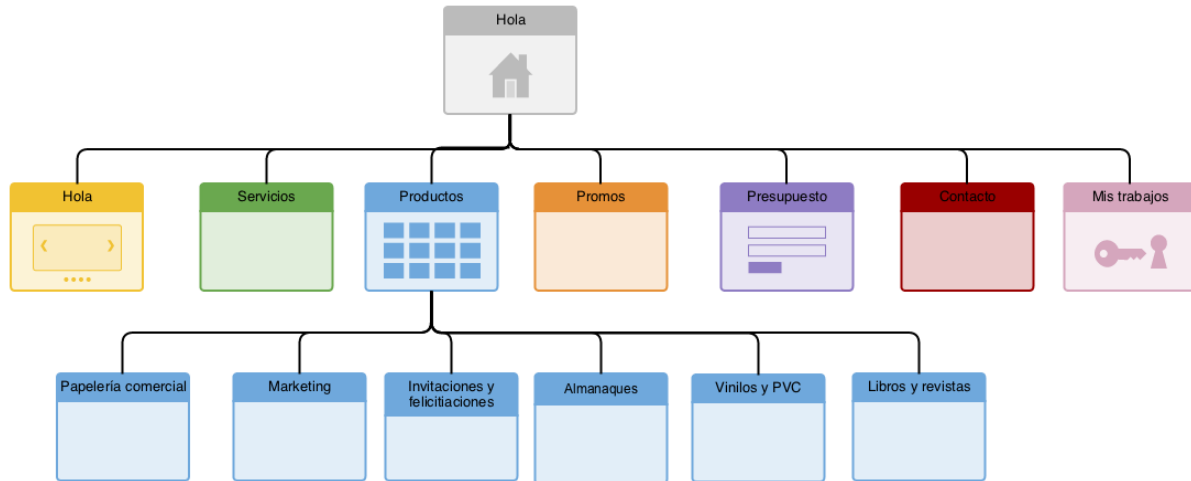 Hola
Hola
Servicios
Productos
Promos
Presupuesto
Contacto
Mis trabajos
Papelería comercial
Marketing
Invitaciones y
felicitiaciones
Almanaques
Vinilos y PVC
Libros y revistas